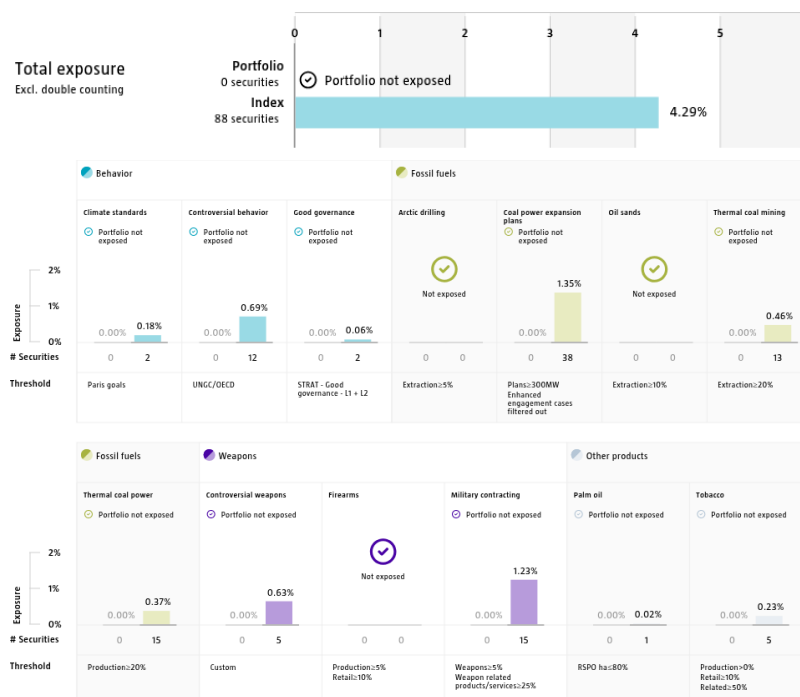 0 1 2 3 4 5
Total exposure
Excl. double counting
Portfolio
0 securities
Portfolio not exposed
Index
88 securities
4.29%
Behavior
Fossil fuels
Climate standards
Portfolio not
exposed
Controversial behavior
Portfolio not
exposed
Good governance
Portfolio not
exposed
Arctic drilling
Not exposed
Coal power expansion
plans
Portfolio not
exposed
Oil sands
Not exposed
Thermal coal mining
Portfolio not
exposed
Exposure
2%
1%
0%
0.00% 0.18%
0.00% 0.69%
0.00% 0.06%
0.00% 1.35%
0.00% 0.46%
# Securities
0 2
0 12
0 2
0 0
0 38
0 0
0 13
Threshold
Paris goals
UNGC/OECD
STRAT - Good
governance - L1 + L2
Extraction≥5%
Plans≥300MW
Enhanced
engagement cases
filtered out
Extraction≥10%
Extraction≥20%
Fossil fuels
Weapons
Other products
Thermal coal power
Portfolio not exposed
Controversial weapons
Portfolio not exposed
Firearms
Not exposed
Military contracting
Portfolio not exposed
Palm oil
Portfolio not exposed
Tobacco
Portfolio not exposed
Exposure
2%
1%
0%
0.00% 0.37%
0.00% 0.63%
0.00% 1.23%
0.00% 0.02%
0.00% 0.23%
# Securities
0 15
0 5
0 0
0 15
0 1
0 5
Threshold
Production≥20%
Custom
Production≥5%
Retail≥10%
Weapons≥5%
Weapon related
products/services≥25%
RSPO ha≤80%
Production>0%
Retail≥10%
Related≥50%